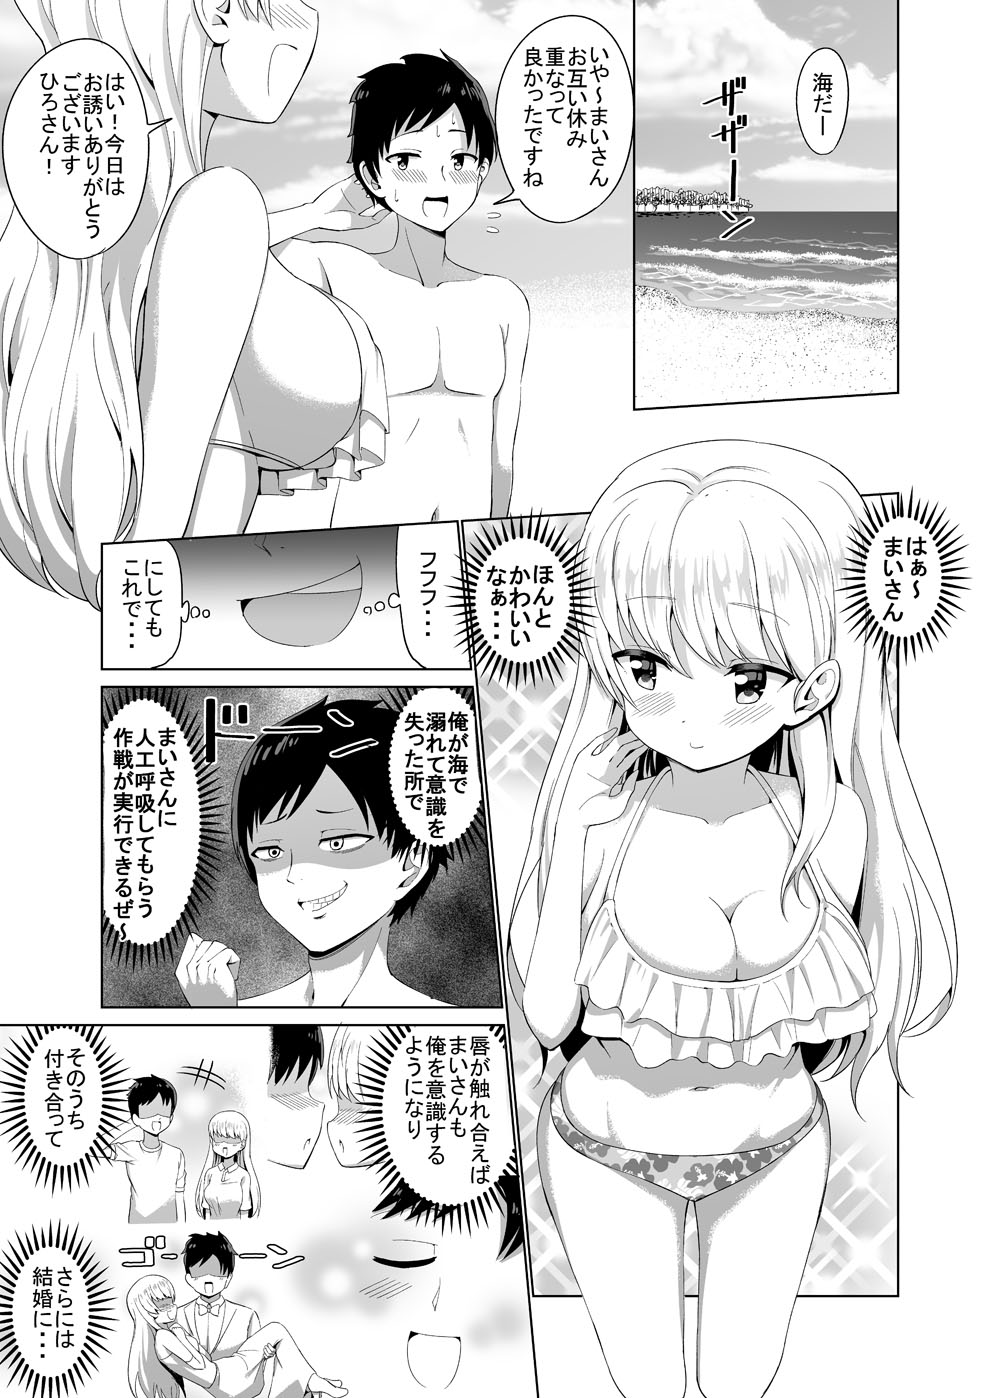 海だー
ザザーーン
いや～まいさん
お互い休み
重なって
良かったですね
はい！今日は
お誘いありがとう
ございます
ひろさん！
はぁ～
まいさん
ほんと
かわいい
なぁ・・・
フフフ・・・
にしても
これで・・・
俺が海で
溺れて意識を
失った所で
ドーーン
まいさんに
人工呼吸してもらう
作戦が実行できるぜ～
唇が触れ合えば
まいさんも
俺を意識する
ようになり
そのうち
付き合って
ゴーーーン
さらには
結婚に・・・